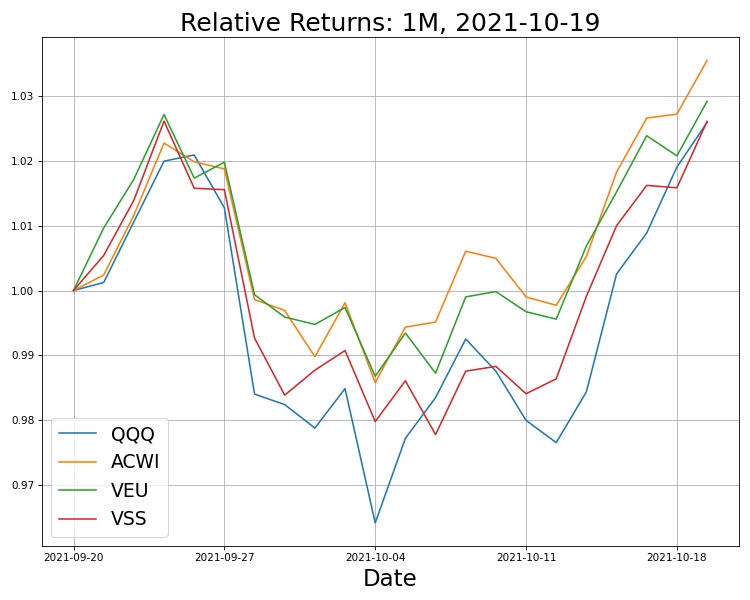 Relative Returns: 1M, 2021-10-19
1.03
1.02
1.01
1.00
0.99
0.98
0.97
QQQ
ACWI
VEU
VSS
2021-09-20 2021-09-27 2021-10-04 2021-10-11 2021-10-18
Date